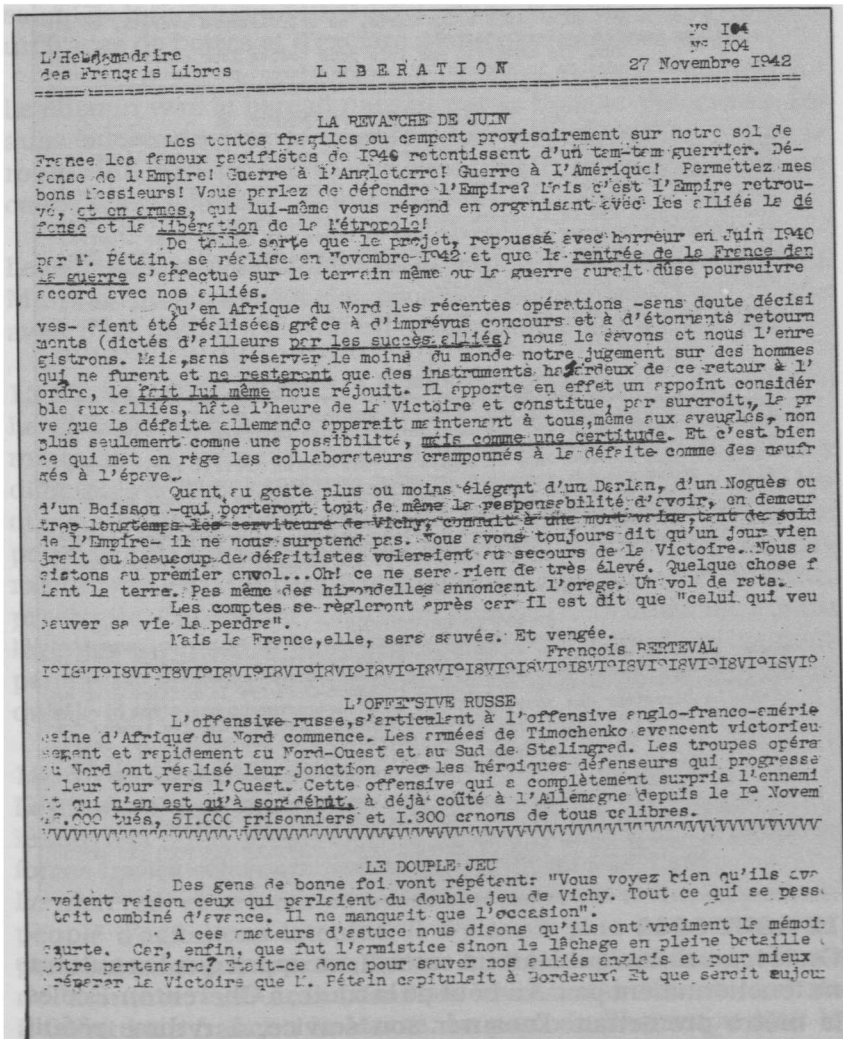 N° I04
N° I04
L'Hebdomadaire
des Français Libres LIBERATION 27 Novembre I942
LA REVANCHE DE JUIN
Les tentes fragiles ou campent provisoirement sur notre sol de
France les fameux pacifistes de I940 retentissent d'un tam-tam guerrier. Dé-
fense de l'Empire! Guerre à l'Angleterre! Guerre à l'Amérique! Permettez mes
bons Messieurs! Vous parlez de défendre l'Empire? Mais c'est l'Empire retrou-
vé, et en armes, qui lui-même vous répond en organisant avec les alliés la dé
fense et la libération de la Métropole!
De telle sorte que le projet, repoussé avec horreur en Juin I940
par M. Pétain, se réalise en Novembre I942 et que la rentrée de la France dan
la guerre s'effectue sur le terrain même ou la guerre aurait dûse poursuivre
accord avec nos alliés.
Qu'en Afrique du Nord les récentes opérations -sans doute décisi
ves- aient été réalisées grâce à d'imprévus concours et à d'étonnants retourn
ments (dictés d'ailleurs par les succès alliés) nous le savons et nous l'enre
gistrons. Mais,sans réserver le moins du monde notre jugement sur des hommes
qui ne furent et ne resteront que des instruments hasardeux de ce retour à l'
ordre, le fait lui même nous réjouit. Il apporte en effet un appoint considér
ble aux alliés, hâte l'heure de la Victoire et constitue, par surcroit, la pr
ve que la défaite allemande apparait maintenant à tous,même aux aveugles, non
plus seulement comme une possibilité, mais comme une certitude. Et c'est bien
ce qui met en rage les collaborateurs cramponnés à la défaite comme des naufr
gés à l'épave.
Quant au geste plus ou moins élégant d'un Darlan, d'un Noguès ou
d'un Boisson -qui porteront tout de même la responsabilité d'avoir, en demeur
tres longtemps les serviteurs de Vichy, conduit à une mort vaine,tant de sold
de l'Empire- il ne nous surptend pas. Nous avons toujours dit qu'un jour vien
drait ou beaucoup de défaitistes voleraient au secours de la Victoire. Nous a
sistons au prémier envol...Oh! ce ne sera rien de très élevé. Quelque chose f
lant la terre. Pas même des hirondelles annoncent l'orage. Un vol de rats.
Les comptes se règleront après car il est dit que "celui qui veu
sauver sa vie la perdra".
Mais la France,elle, sera sauvée. Et vengée.
François BERTEVAL
L'OFFENSIVE RUSSE
L'offensive russe,s'articulant à l'offensive anglo-franco-améric
caine d'Afrique du Nord commence. Les armées de Timochenko avancent victorieu
sement et rapidement au Nord-Ouest et au Sud de Stalingrad. Les troupes opéra
au Nord ont réalisé leur jonction avec les héroiques défenseurs qui progresse
leur tour vers l'Ouest. Cette offensive qui a complètement surpris l'ennemi
et qui n'en est qu'à son début, à déjà coûté à l'Allemagne depuis le I° Novem
000 tués, 5I.000 prisonniers et I.300 canons de tous calibres.
LE DOUBLE JEU
Des gens de bonne foi vont répétant: "Vous voyez bien qu'ils ava
vaient raison ceux qui parlaient du double jeu de Vichy. Tout ce qui se pass
tait combiné d'avance. Il ne manquait que l'occasion".
A ces amateurs d'astuce nous disons qu'ils ont vraiment la mémoi
courte. Car, enfin, que fut l'armistice sinon le lâchage en pleine bataille
notre partenaire? Etait-ce donc pour sauver nos alliés anglais et pour mieux
réparer la Victoire que M. Pétain capitulait à Bordeaux? Et que serait aujour